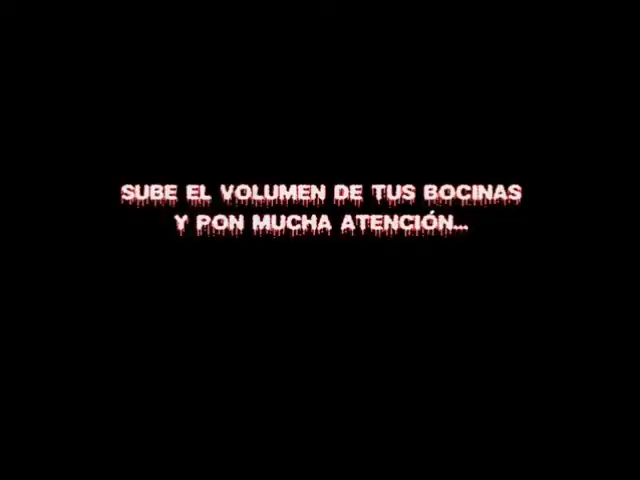 SUBE EL VOLUMEN DE TUS BOCINAS
Y PON MUCHA ATENCIÓN...